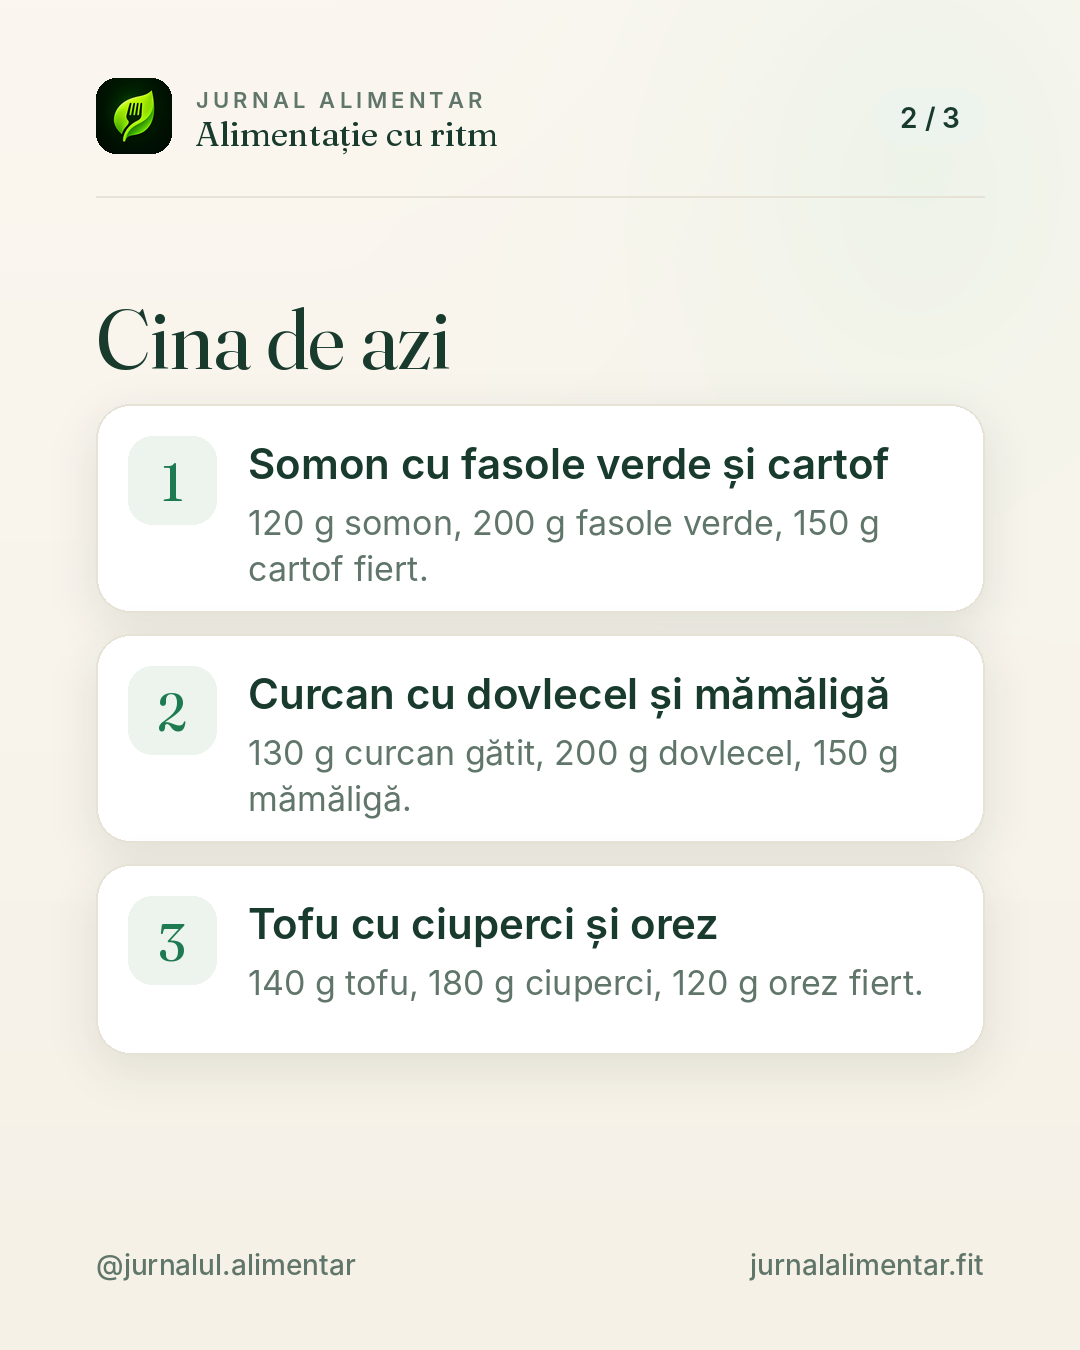 JURNAL ALIMENTAR
Alimentație cu ritm
2 / 3
Cina de azi
1
Somon cu fasole verde și cartof
120 g somon, 200 g fasole verde, 150 g
cartof fiert.
2
Curcan cu dovlecel și mămăligă
130 g curcan gătit, 200 g dovlecel, 150 g
mămăligă.
3
Tofu cu ciuperci și orez
140 g tofu, 180 g ciuperci, 120 g orez fiert.
@jurnalul.alimentar
jurnalalimentar.fit